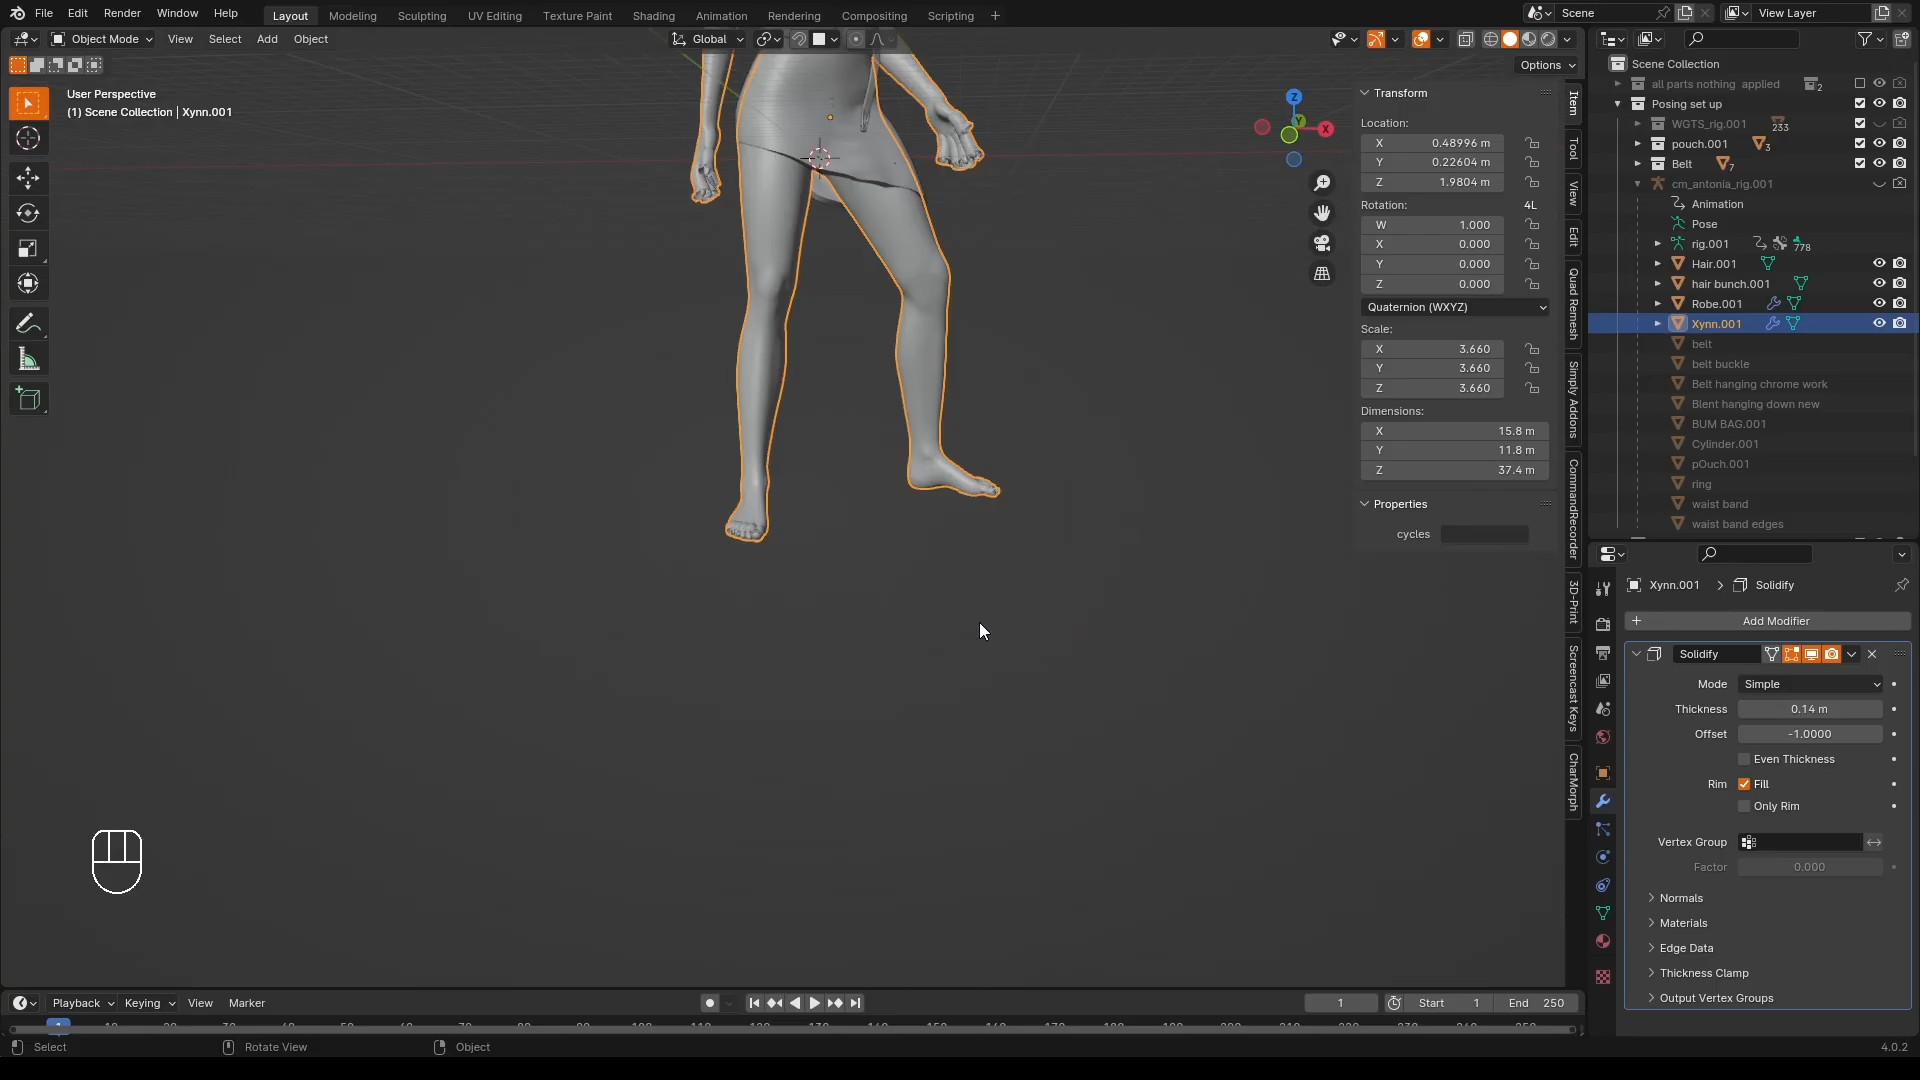 File Edit Render Window Help Layout Modeling Sculpting UV Editing Texture Paint Shading Animation Rendering Compositing Scripting + Scene View Layer
Object Mode View Select Add Object Global
Options
User Perspective
(1) Scene Collection | Xynn.001
Z
Y
X
Transform
Location:
X 0.48996 m
Y 0.22604 m
Z 1.9804 m
Rotation: 4L
W 1.000
X 0.000
Y 0.000
Z 0.000
Quaternion (WXYZ)
Scale:
X 3.660
Y 3.660
Z 3.660
Dimensions:
X 15.8 m
Y 11.8 m
Z 37.4 m
Properties
cycles
Item
Tool
View
Edit
Quad Remesh
Simply Addons
CommandRecorder
3D-Print
Screencast Keys
CharMorph
Scene Collection
all parts nothing applied 2
Posing set up
WGTS_rig.001 233
pouch.001 3
Belt 7
cm_antonia_rig.001
Animation
Pose
rig.001 778
Hair.001
hair bunch.001
Robe.001
Xynn.001
belt
belt buckle
Belt hanging chrome work
Blent hanging down new
BUM BAG.001
Cylinder.001
pOuch.001
ring
waist band
waist band edges
Xynn.001 > Solidify
+ Add Modifier
Solidify
Mode Simple
Thickness 0.14 m
Offset -1.0000
Even Thickness
Rim Fill
Only Rim
Vertex Group
Factor 0.000
Normals
Materials
Edge Data
Thickness Clamp
Output Vertex Groups
Playback Keying View Marker 1 Start 1 End 250
Select Rotate View Object 4.0.2